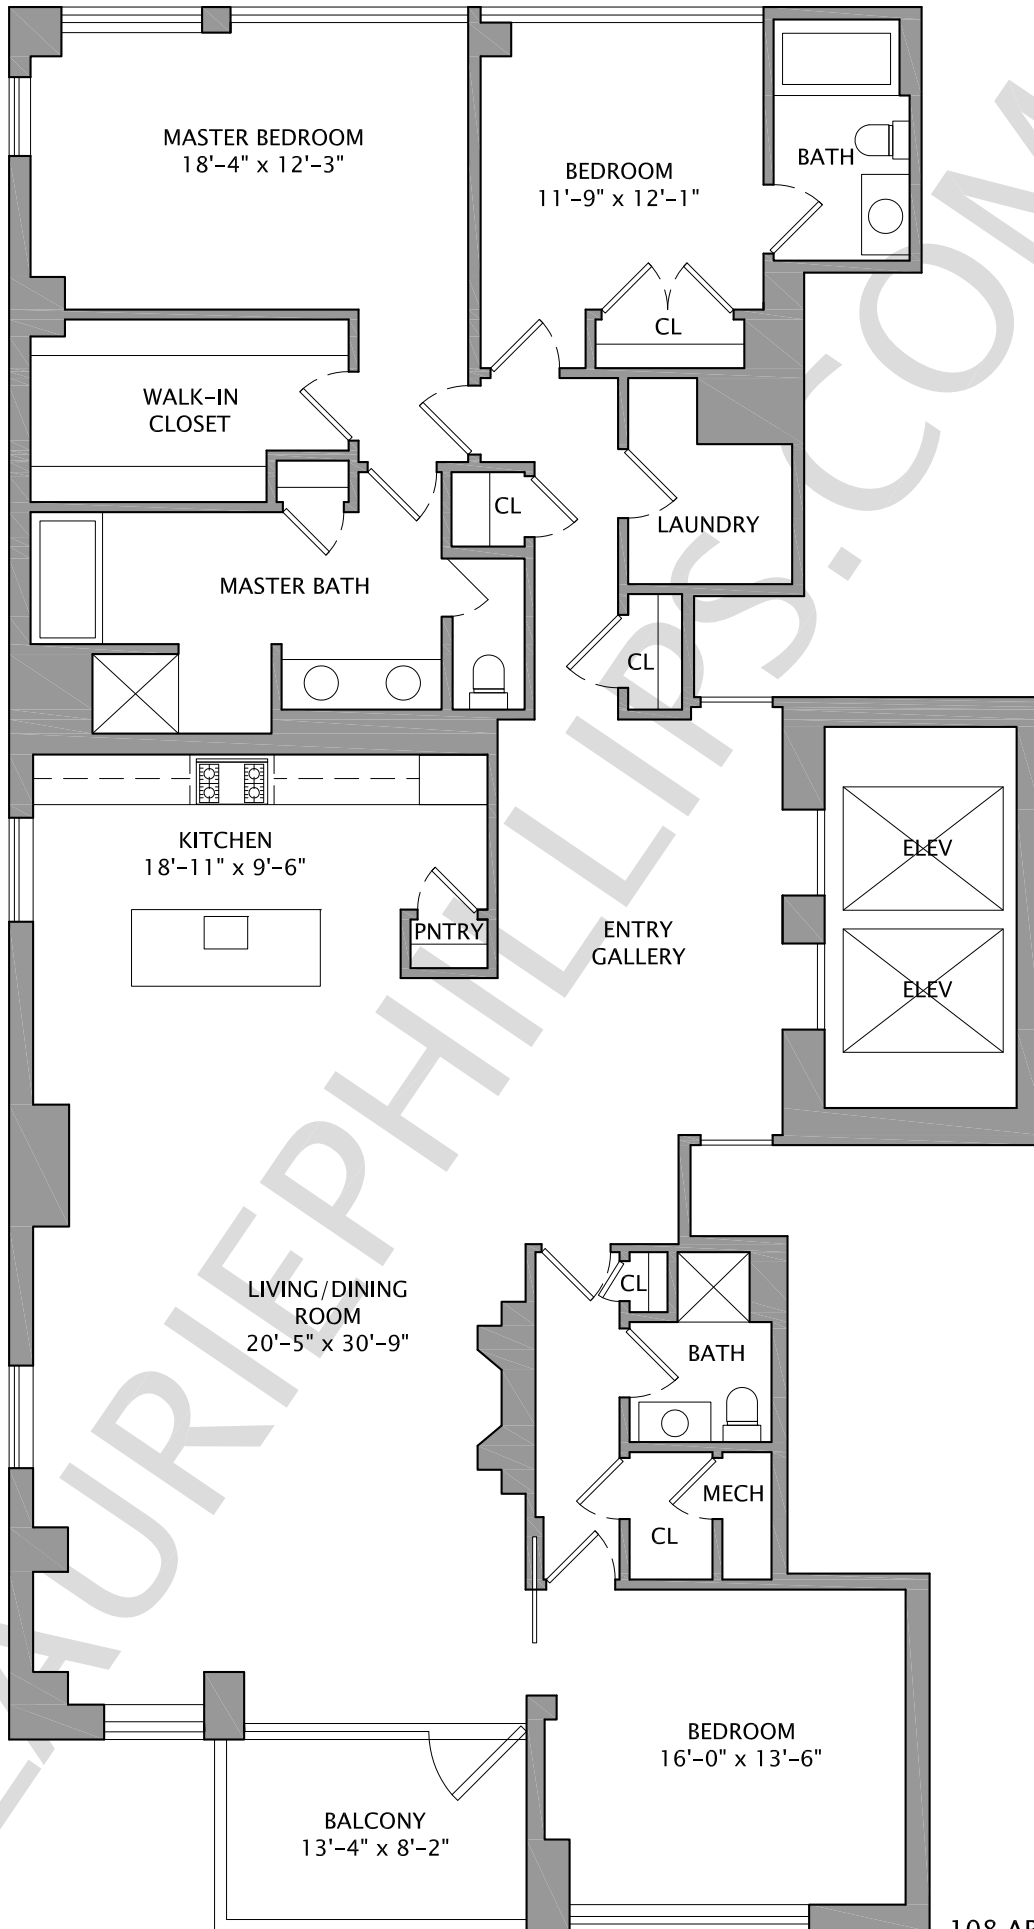 MASTER BEDROOM
18'-4" x 12'-3"
BEDROOM
11'-9" x 12'-1"
BATH
CL
WALK-IN
CLOSET
CL
LAUNDRY
MASTER BATH
CL
KITCHEN
18'-11" x 9'-6"
PNTRY
ENTRY
GALLERY
ELEV
ELEV
LIVING/DINING
ROOM
20'-5" x 30'-9"
CL
BATH
MECH
CL
BEDROOM
16'-0" x 13'-6"
BALCONY
13'-4" x 8'-2"
LAURIEPHILLIPS.COM